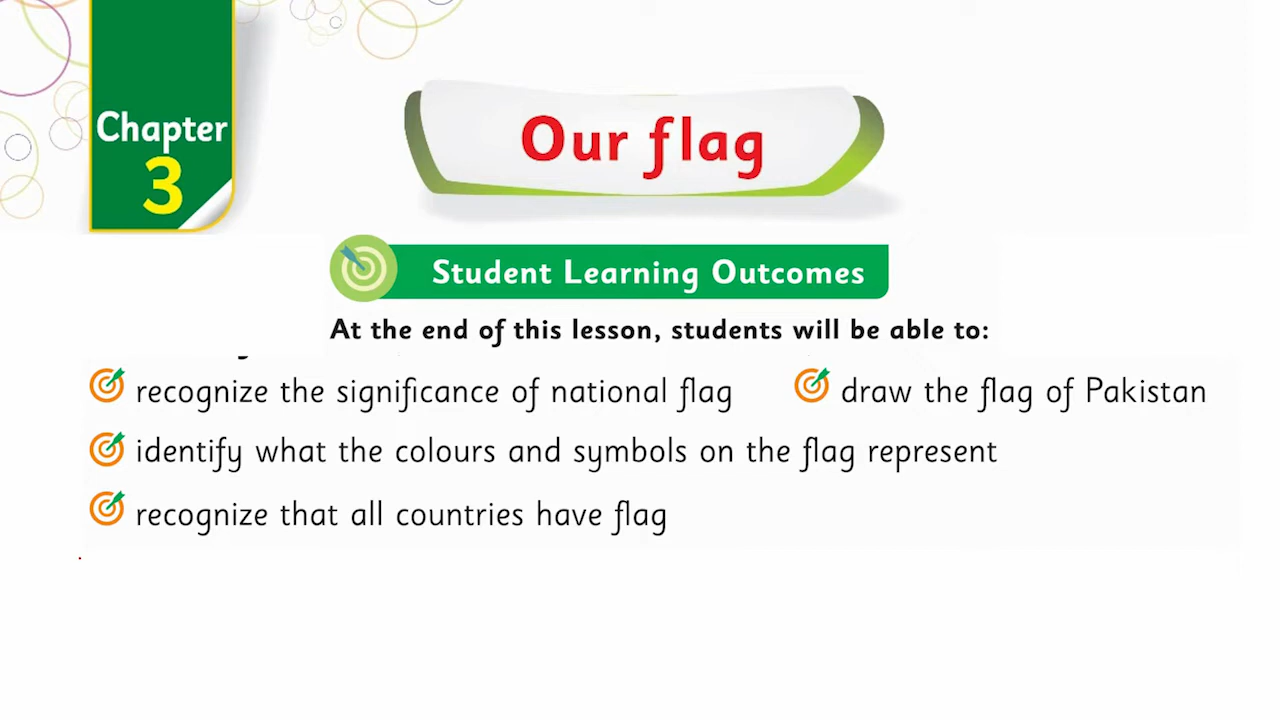 Chapter
3
Our flag
Student Learning Outcomes
At the end of this lesson, students will be able to:
recognize the significance of national flag
draw the flag of Pakistan
identify what the colours and symbols on the flag represent
recognize that all countries have flag